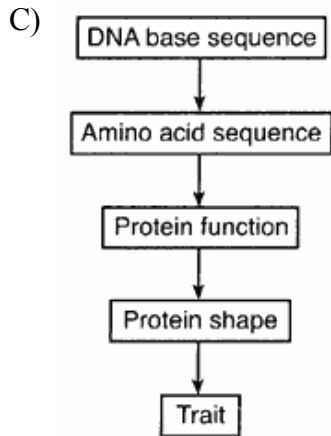 C)
DNA base sequence
Amino acid sequence
Protein function
Protein shape
Trait